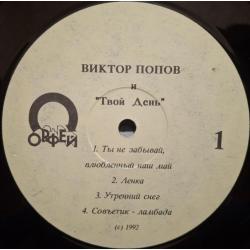 ВИКТОР ПОПОВ
и
"Твой День"
ОРФЕЙ
1
1. Ты не забывай,
влюбленный наш май
2. Ленка
3. Утренний снег
4. Совъетик - ламбада
(c) 1992